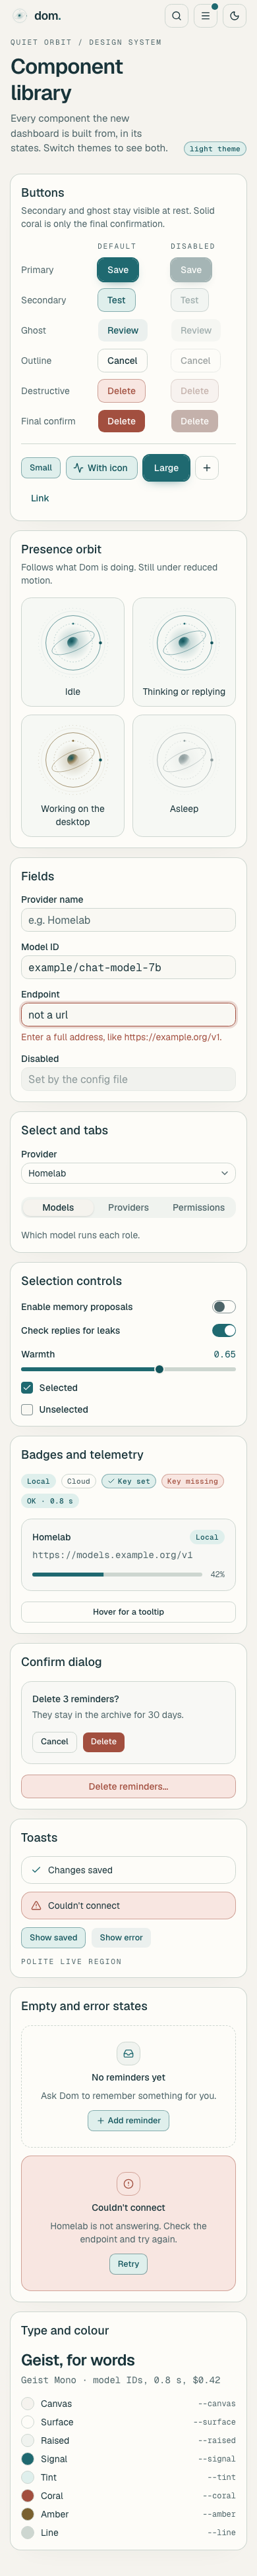 dom.
QUIET ORBIT / DESIGN SYSTEM
Component
library
Every component the new
dashboard is built from, in its
states. Switch themes to see both.
light theme
Buttons
Secondary and ghost stay visible at rest. Solid
coral is only the final confirmation.
DEFAULT DISABLED
Primary Save Save
Secondary Test Test
Ghost Review Review
Outline Cancel Cancel
Destructive Delete Delete
Final confirm Delete Delete
Small With icon Large
Link
Presence orbit
Follows what Dom is doing. Still under reduced
motion.
Idle Thinking or replying
Working on the
desktop
Asleep
Fields
Provider name
e.g. Homelab
Model ID
example/chat-model-7b
Endpoint
not a url
Enter a full address, like https://example.org/v1.
Disabled
Set by the config file
Select and tabs
Provider
Homelab
Models Providers Permissions
Which model runs each role.
Selection controls
Enable memory proposals
Check replies for leaks
Warmth 0.65
Selected
Unselected
Badges and telemetry
Local Cloud Key set Key missing
OK · 0.8 s
Homelab Local
https://models.example.org/v1
42%
Hover for a tooltip
Confirm dialog
Delete 3 reminders?
They stay in the archive for 30 days.
Cancel Delete
Delete reminders…
Toasts
Changes saved
Couldn't connect
Show saved Show error
POLITE LIVE REGION
Empty and error states
No reminders yet
Ask Dom to remember something for you.
Add reminder
Couldn't connect
Homelab is not answering. Check the
endpoint and try again.
Retry
Type and colour
Geist, for words
Geist Mono · model IDs, 0.8 s, $0.42
Canvas --canvas
Surface --surface
Raised --raised
Signal --signal
Tint --tint
Coral --coral
Amber --amber
Line --line